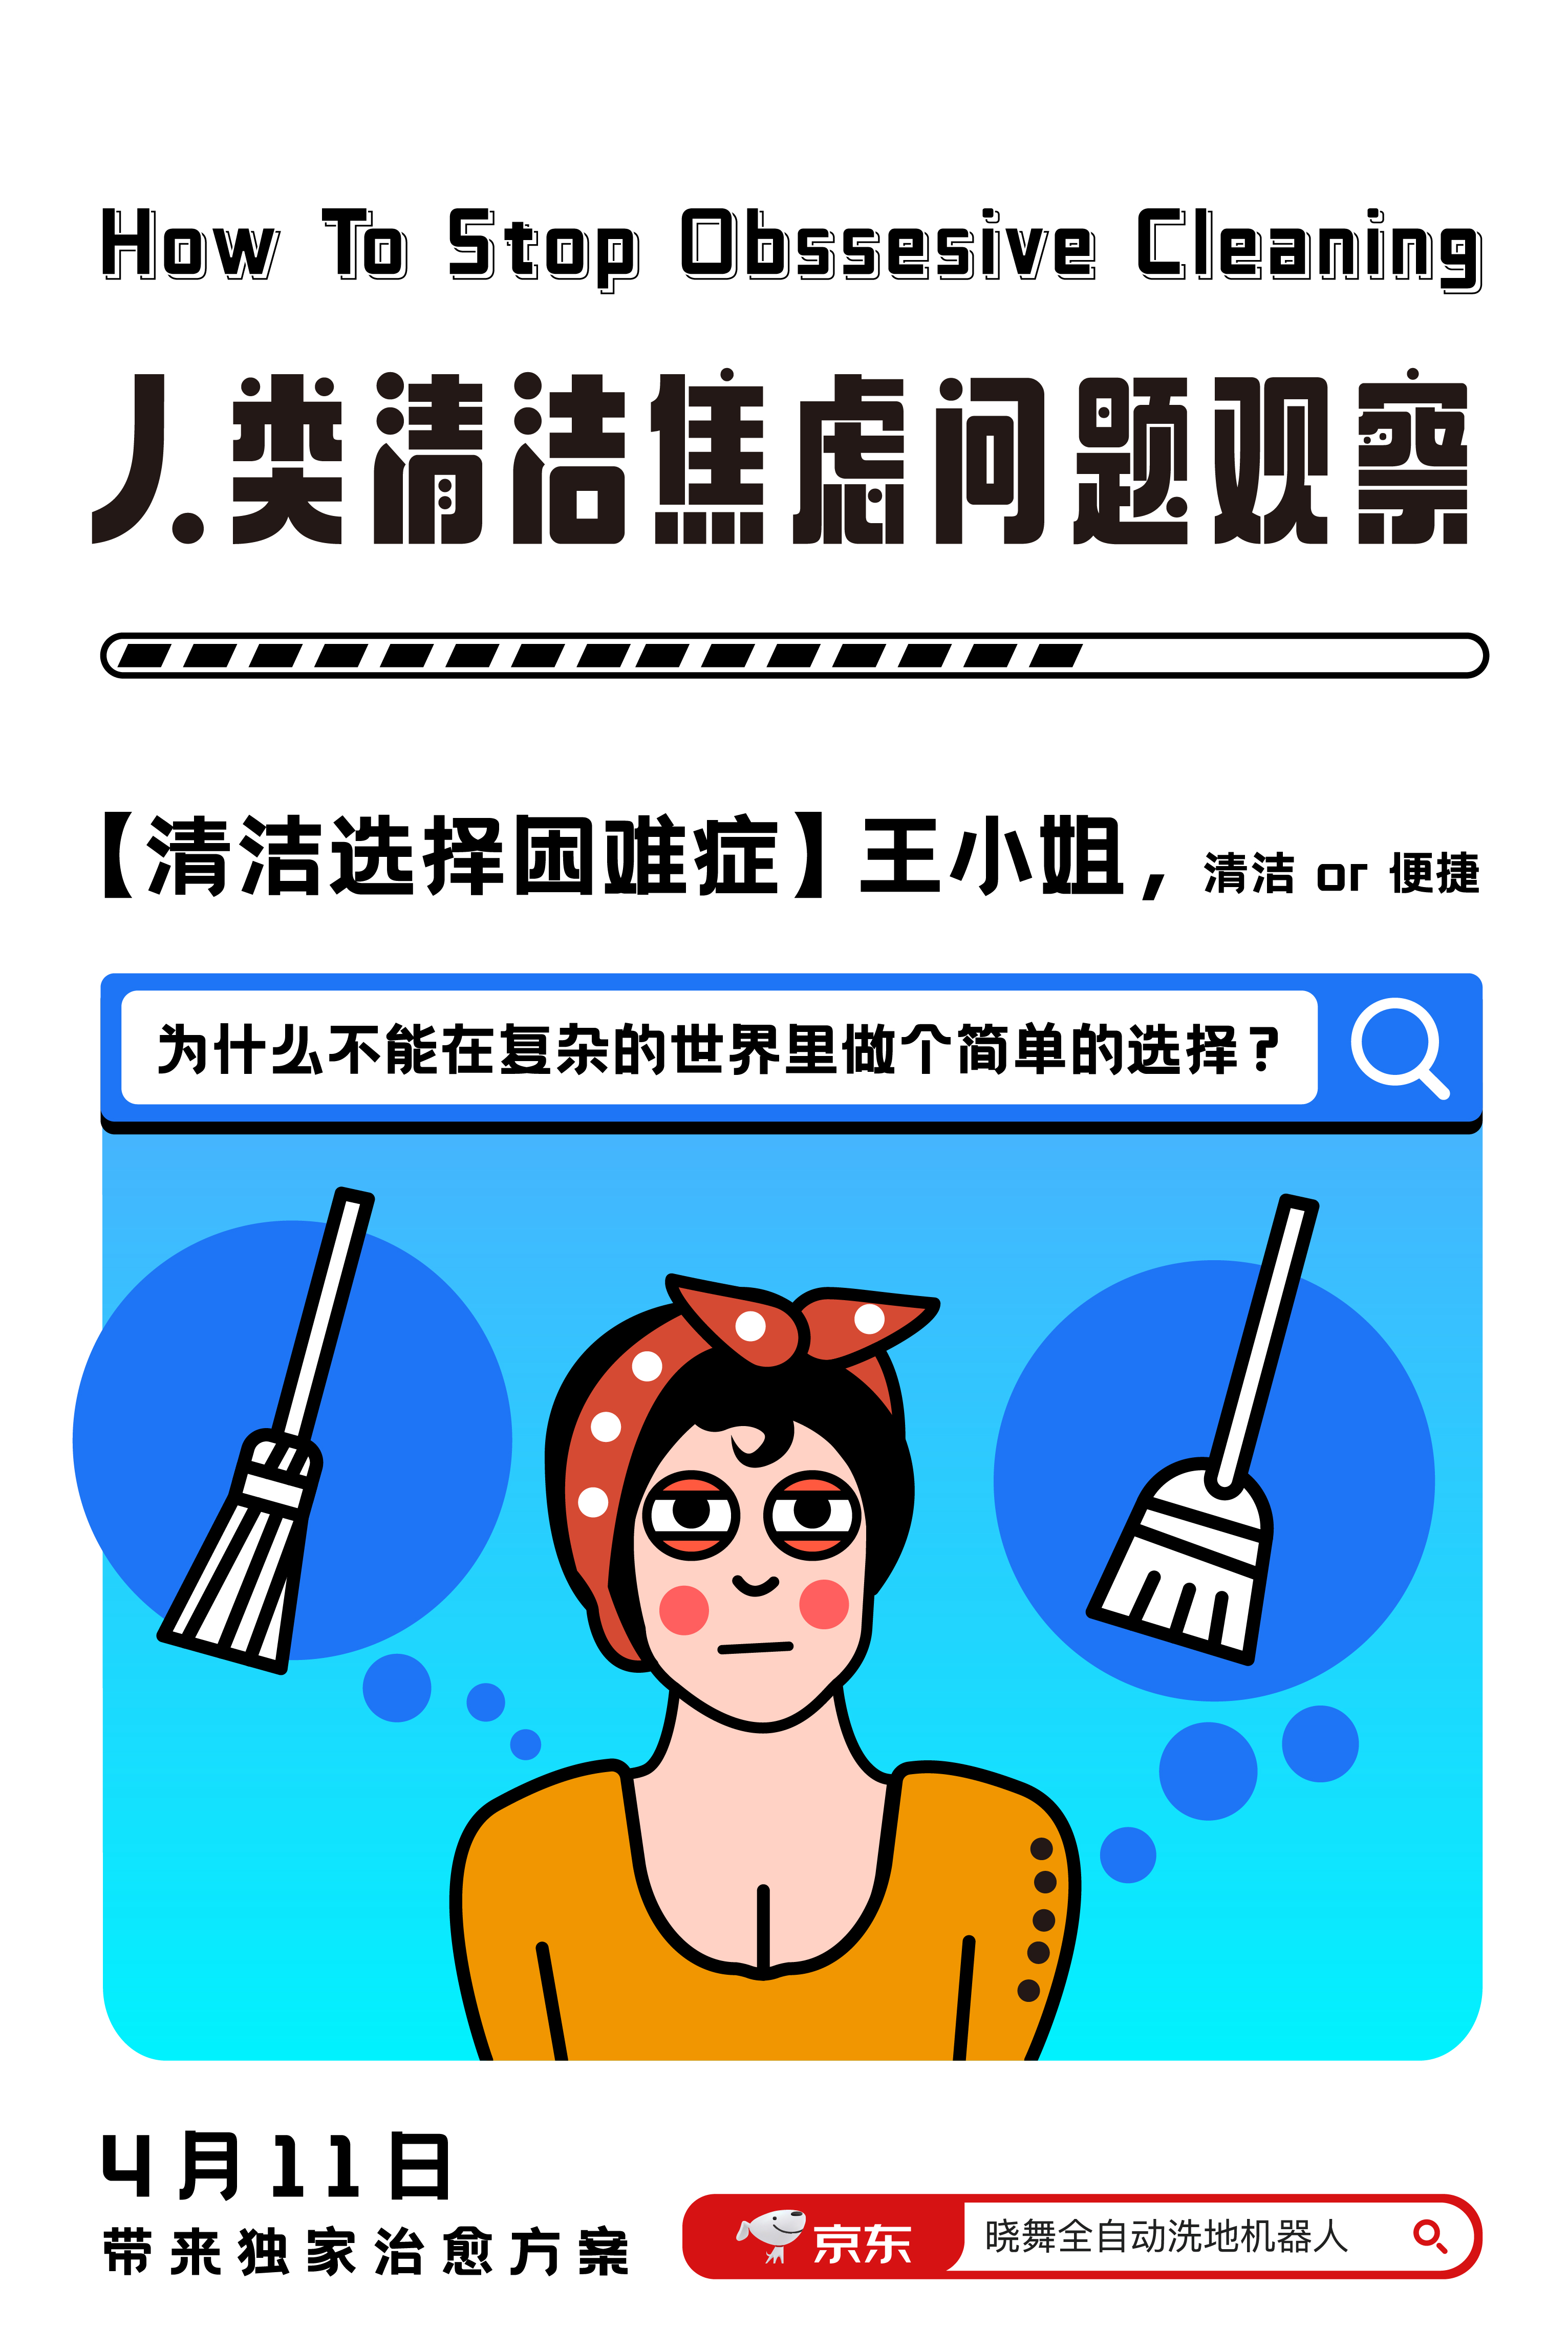 How To Stop Obssesive Cleaning
人类清洁焦虑问题观察
【清洁选择困难症】王小姐，清洁 or 便捷
为什么不能在复杂的世界里做个简单的选择？
4月11日
带来独家治愈方案
京东
晓舞全自动洗地机器人